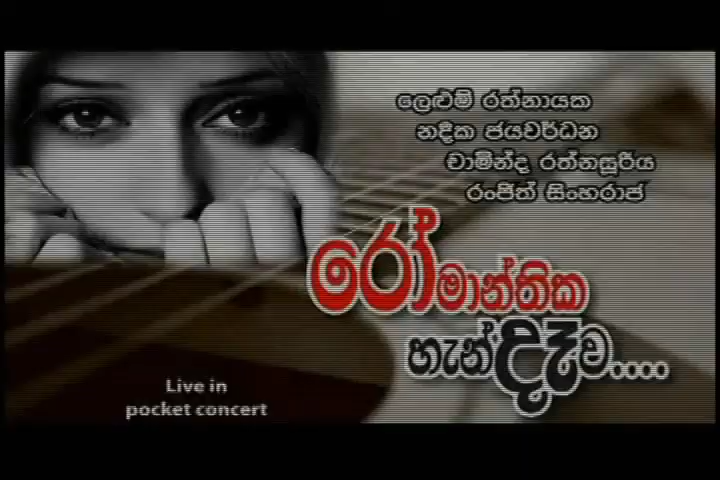 ලෙළුම් රත්නායක
නදීක ජයවර්ධන
චාමින්ද රත්නසූරිය
රංජිත් සිංහරාජ
රෝමාන්තික
හැන්දෑව....
Live in
pocket concert